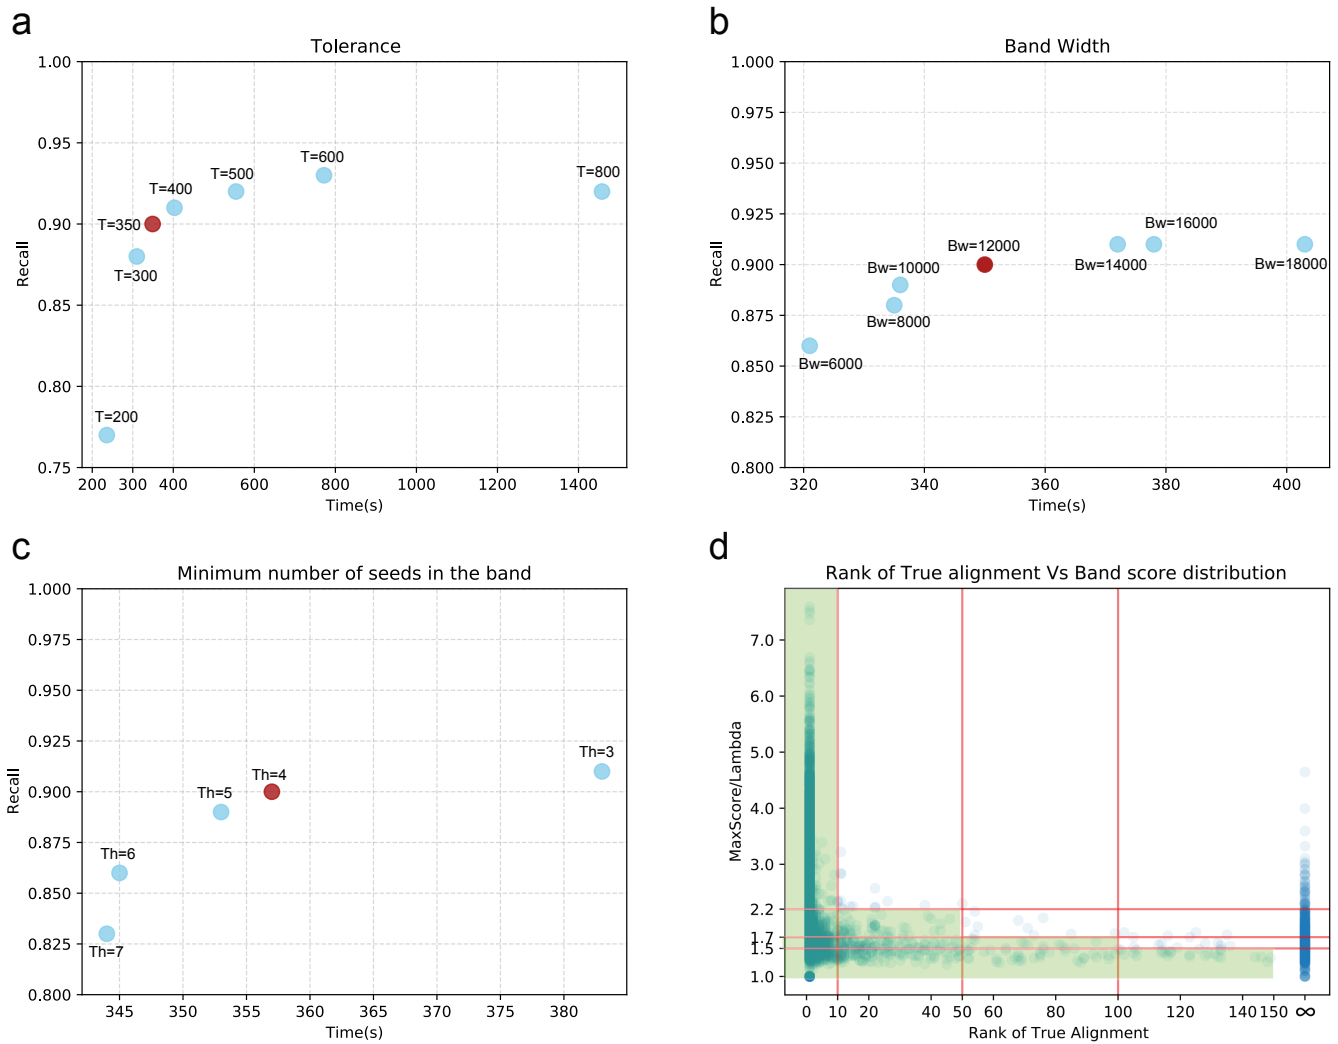 a
Tolerance
1.00
0.95
0.90
0.85
0.80
0.75
Recall
T=200
T=300
T=350
T=400
T=500
T=600
T=800
200 300 400 600 800 1000 1200 1400
Time(s)
b
Band Width
1.000
0.975
0.950
0.925
0.900
0.875
0.850
0.825
0.800
Recall
Bw=6000
Bw=8000
Bw=10000
Bw=12000
Bw=14000
Bw=16000
Bw=18000
320 340 360 380 400
Time(s)
c
Minimum number of seeds in the band
1.000
0.975
0.950
0.925
0.900
0.875
0.850
0.825
0.800
Recall
Th=7
Th=6
Th=5
Th=4
Th=3
345 350 355 360 365 370 375 380
Time(s)
d
Rank of True alignment Vs Band score distribution
7.0
6.0
5.0
4.0
3.0
2.2
1.7
1.5
1.0
MaxScore/Lambda
0 10 20 40 50 60 80 100 120 140 150 ∞
Rank of True Alignment